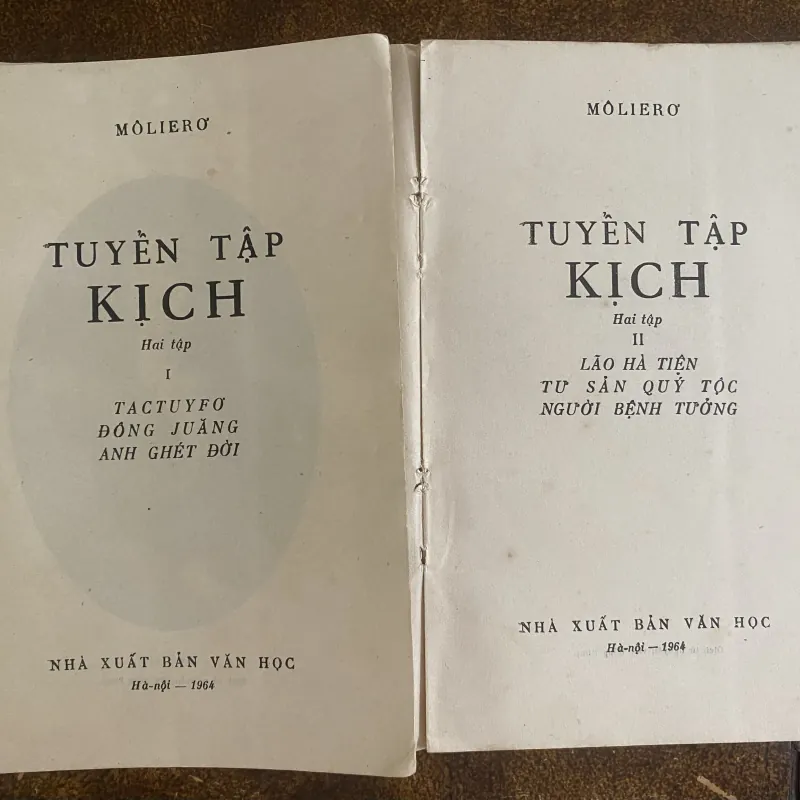 MÔLIERƠ
TUYỂN TẬP
KỊCH
Hai tập
I
TACTUYFƠ
ĐÔNG JUĂNG
ANH GHÉT ĐỜI
NHÀ XUẤT BẢN VĂN HỌC
Hà-nội — 1964
MÔLIERƠ
TUYỂN TẬP
KỊCH
Hai tập
II
LÃO HÀ TIỆN
TƯ SẢN QUÝ TỘC
NGƯỜI BỆNH TƯỞNG
NHÀ XUẤT BẢN VĂN HỌC
Hà-nội — 1964